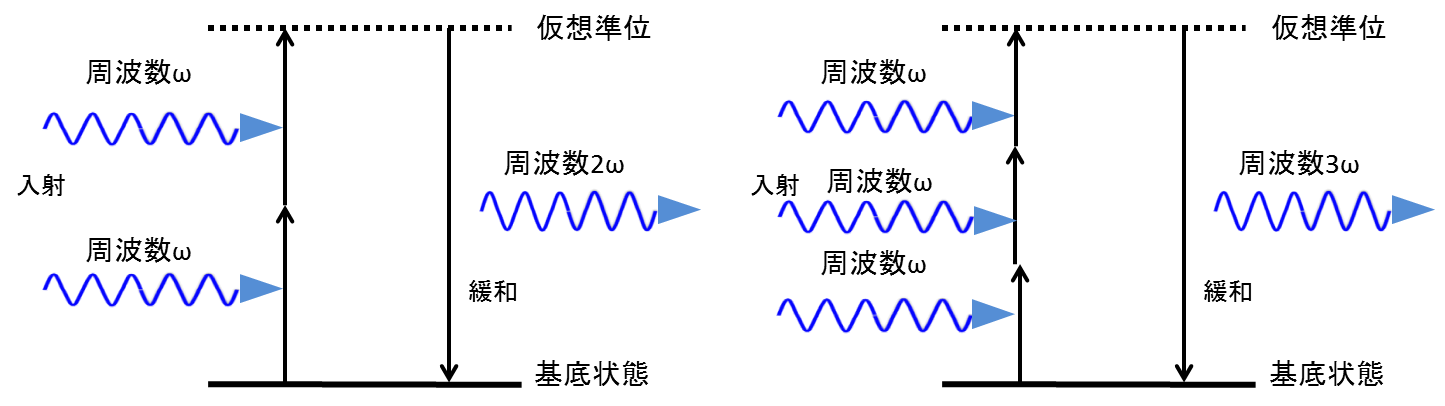 仮想準位
周波数ω
周波数2ω
入射
周波数ω
緩和
基底状態
仮想準位
周波数ω
周波数3ω
入射
周波数ω
周波数ω
緩和
基底状態